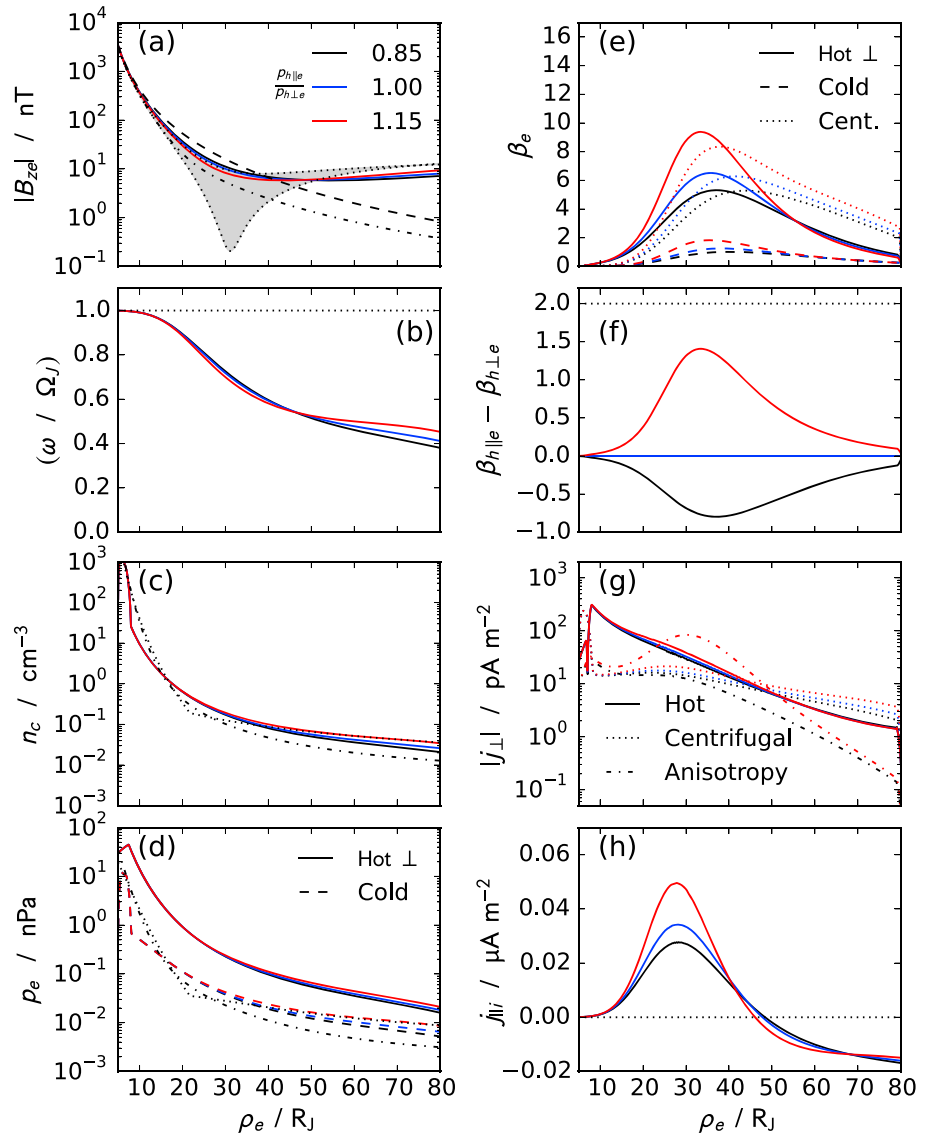 (a)
|B_{ze}| / nT
10^4
10^3
10^2
10^1
10^0
10^{-1}
p_{h∥e} / p_{h⊥e}
0.85
1.00
1.15
(b)
(ω / Ω_J)
1.0
0.8
0.6
0.4
0.2
0.0
(c)
n_c / cm^{-3}
10^3
10^2
10^1
10^0
10^{-1}
10^{-2}
10^{-3}
(d)
p_e / nPa
10^2
10^1
10^0
10^{-1}
10^{-2}
10^{-3}
Hot ⊥
Cold
10 20 30 40 50 60 70 80
ρ_e / R_J
(e)
β_e
16
14
12
10
8
6
4
2
0
Hot ⊥
Cold
Cent.
(f)
β_{h∥e} − β_{h⊥e}
2.0
1.5
1.0
0.5
0.0
−0.5
−1.0
(g)
|j_⊥| / pA m^{-2}
10^3
10^2
10^1
10^0
10^{-1}
Hot
Centrifugal
Anisotropy
(h)
j_{∥i} / μA m^{-2}
0.06
0.04
0.02
0.00
−0.02
10 20 30 40 50 60 70 80
ρ_e / R_J